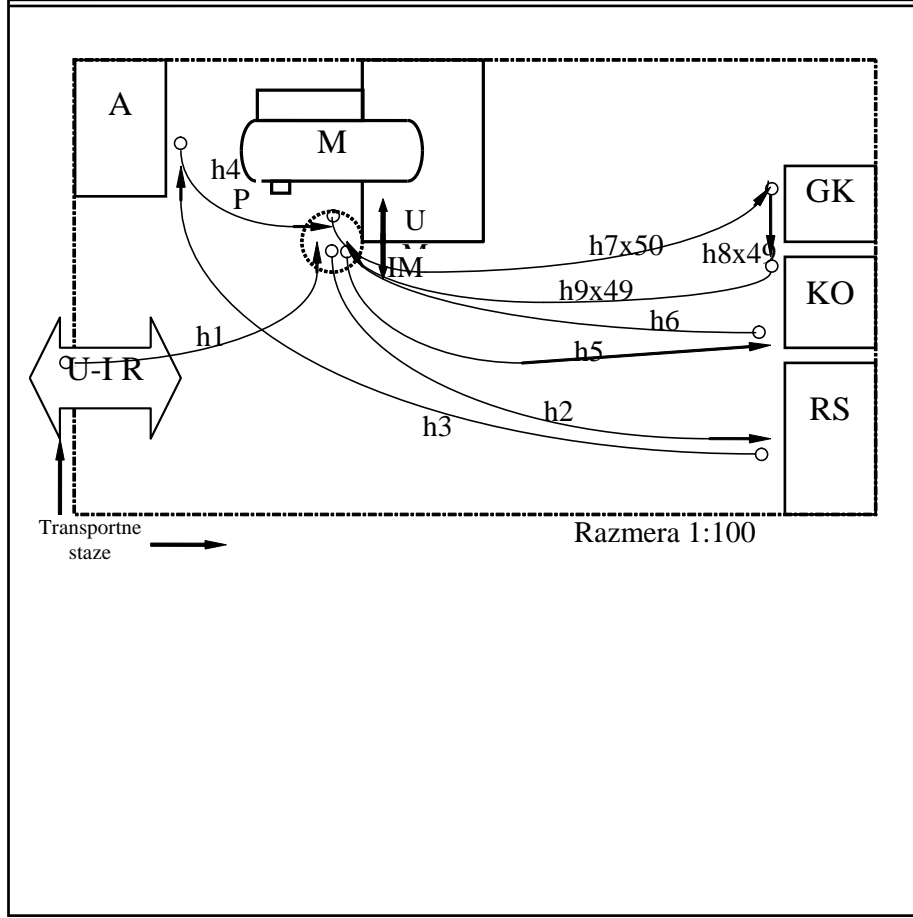 A
M
h4
P
GK
U
IM
h7x50
h8x49
KO
h9x49
h6
h1
h5
U-I R
h2
RS
h3
Transportne
staze
Razmera 1:100